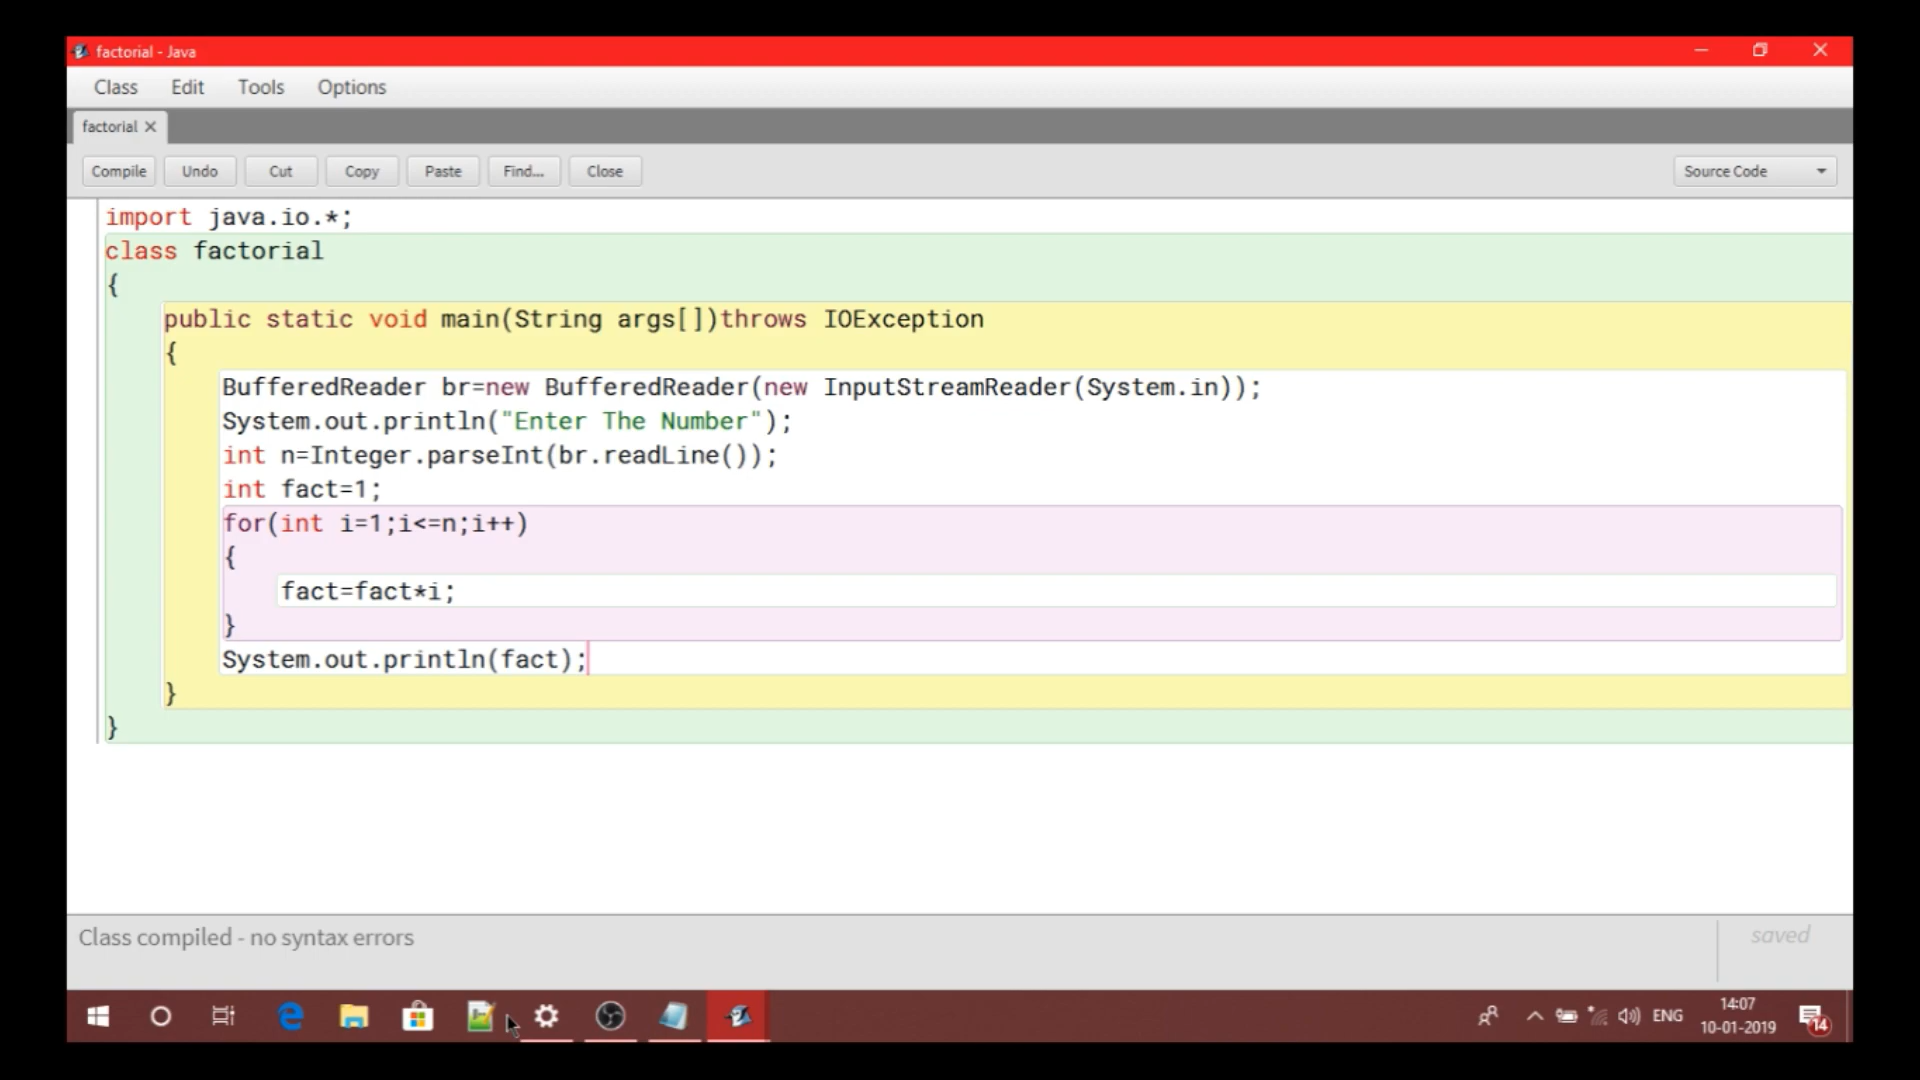 factorial - Java
Class Edit Tools Options
factorial
Compile Undo Cut Copy Paste Find... Close Source Code
import java.io.*;
class factorial
{
public static void main(String args[])throws IOException
{
BufferedReader br=new BufferedReader(new InputStreamReader(System.in));
System.out.println("Enter The Number");
int n=Integer.parseInt(br.readLine());
int fact=1;
for(int i=1;i<=n;i++)
{
fact=fact*i;
}
System.out.println(fact);
}
}
Class compiled - no syntax errors
saved
ENG
14:07
10-01-2019
14